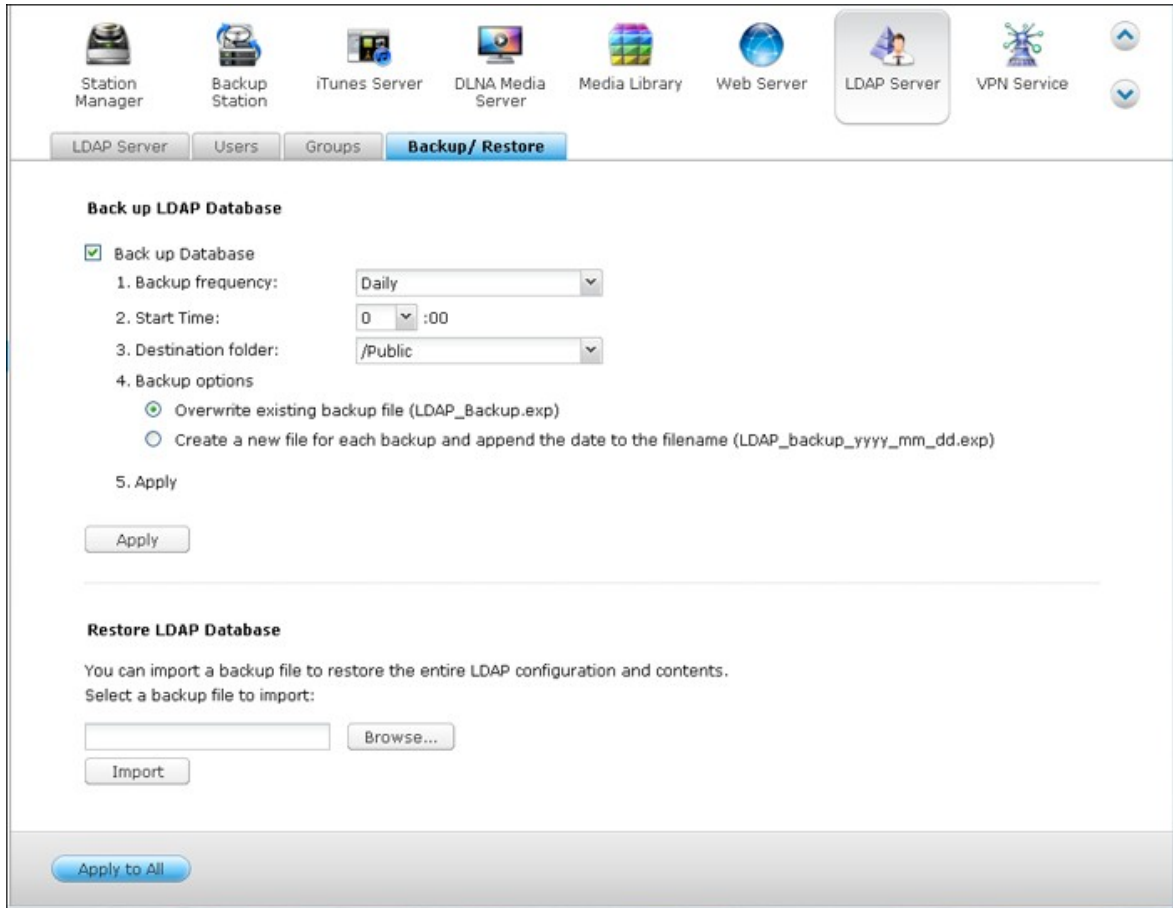 Station Manager
Backup Station
iTunes Server
DLNA Media Server
Media Library
Web Server
LDAP Server
VPN Service
LDAP Server
Users
Groups
Backup/ Restore
Back up LDAP Database
Back up Database
1. Backup frequency: Daily
2. Start Time: 0 :00
3. Destination folder: /Public
4. Backup options
Overwrite existing backup file (LDAP_Backup.exp)
Create a new file for each backup and append the date to the filename (LDAP_backup_yyyy_mm_dd.exp)
5. Apply
Apply
Restore LDAP Database
You can import a backup file to restore the entire LDAP configuration and contents.
Select a backup file to import:
Browse...
Import
Apply to All